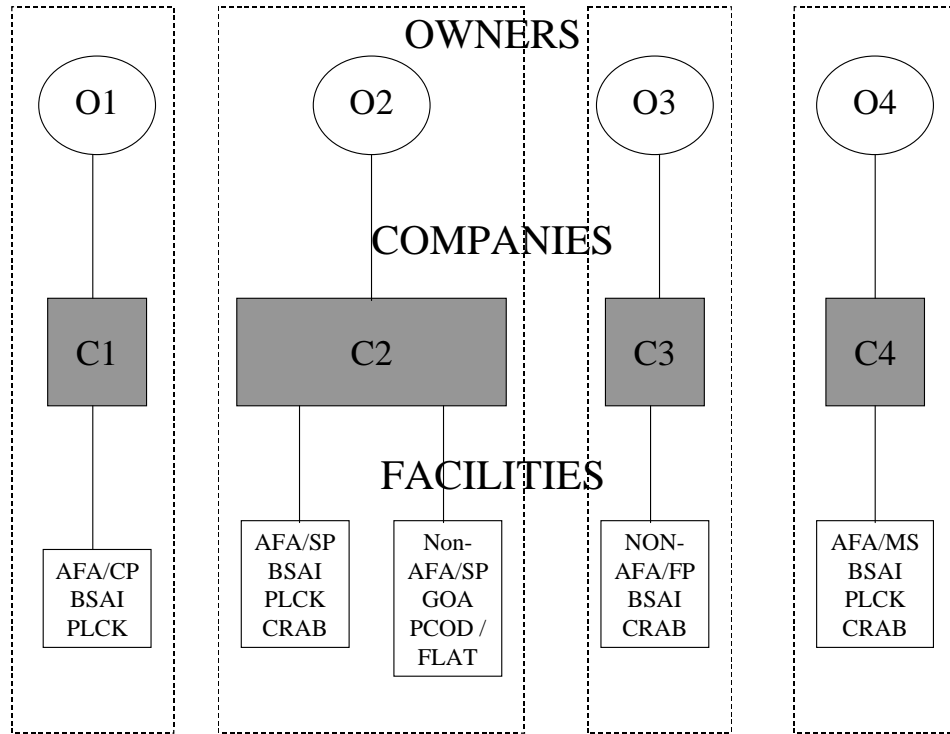 OWNERS
O1
O2
O3
O4
COMPANIES
C1
C2
C3
C4
FACILITIES
AFA/CP
BSAI
PLCK
AFA/SP
BSAI
PLCK
CRAB
Non-
AFA/SP
GOA
PCOD /
FLAT
NON-
AFA/FP
BSAI
CRAB
AFA/MS
BSAI
PLCK
CRAB